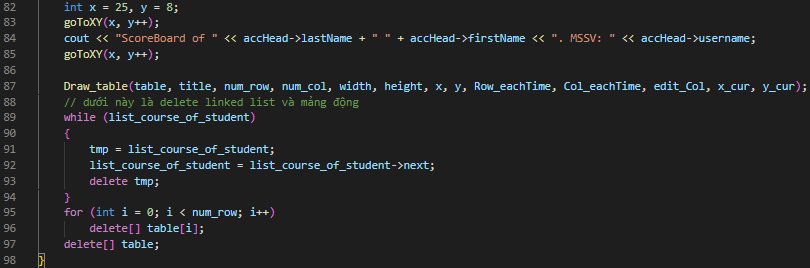 82 int x = 25, y = 8;
83 goToXY(x, y++);
84 cout << "ScoreBoard of " << accHead->lastName + " " + accHead->firstName << ". MSSV: " << accHead->username;
85 goToXY(x, y++);
86
87 Draw_table(table, title, num_row, num_col, width, height, x, y, Row_eachTime, Col_eachTime, edit_Col, x_cur, y_cur);
88 // dưới này là delete linked list và mảng động
89 while (list_course_of_student)
90 {
91 tmp = list_course_of_student;
92 list_course_of_student = list_course_of_student->next;
93 delete tmp;
94 }
95 for (int i = 0; i < num_row; i++)
96 delete[] table[i];
97 delete[] table;
98 }